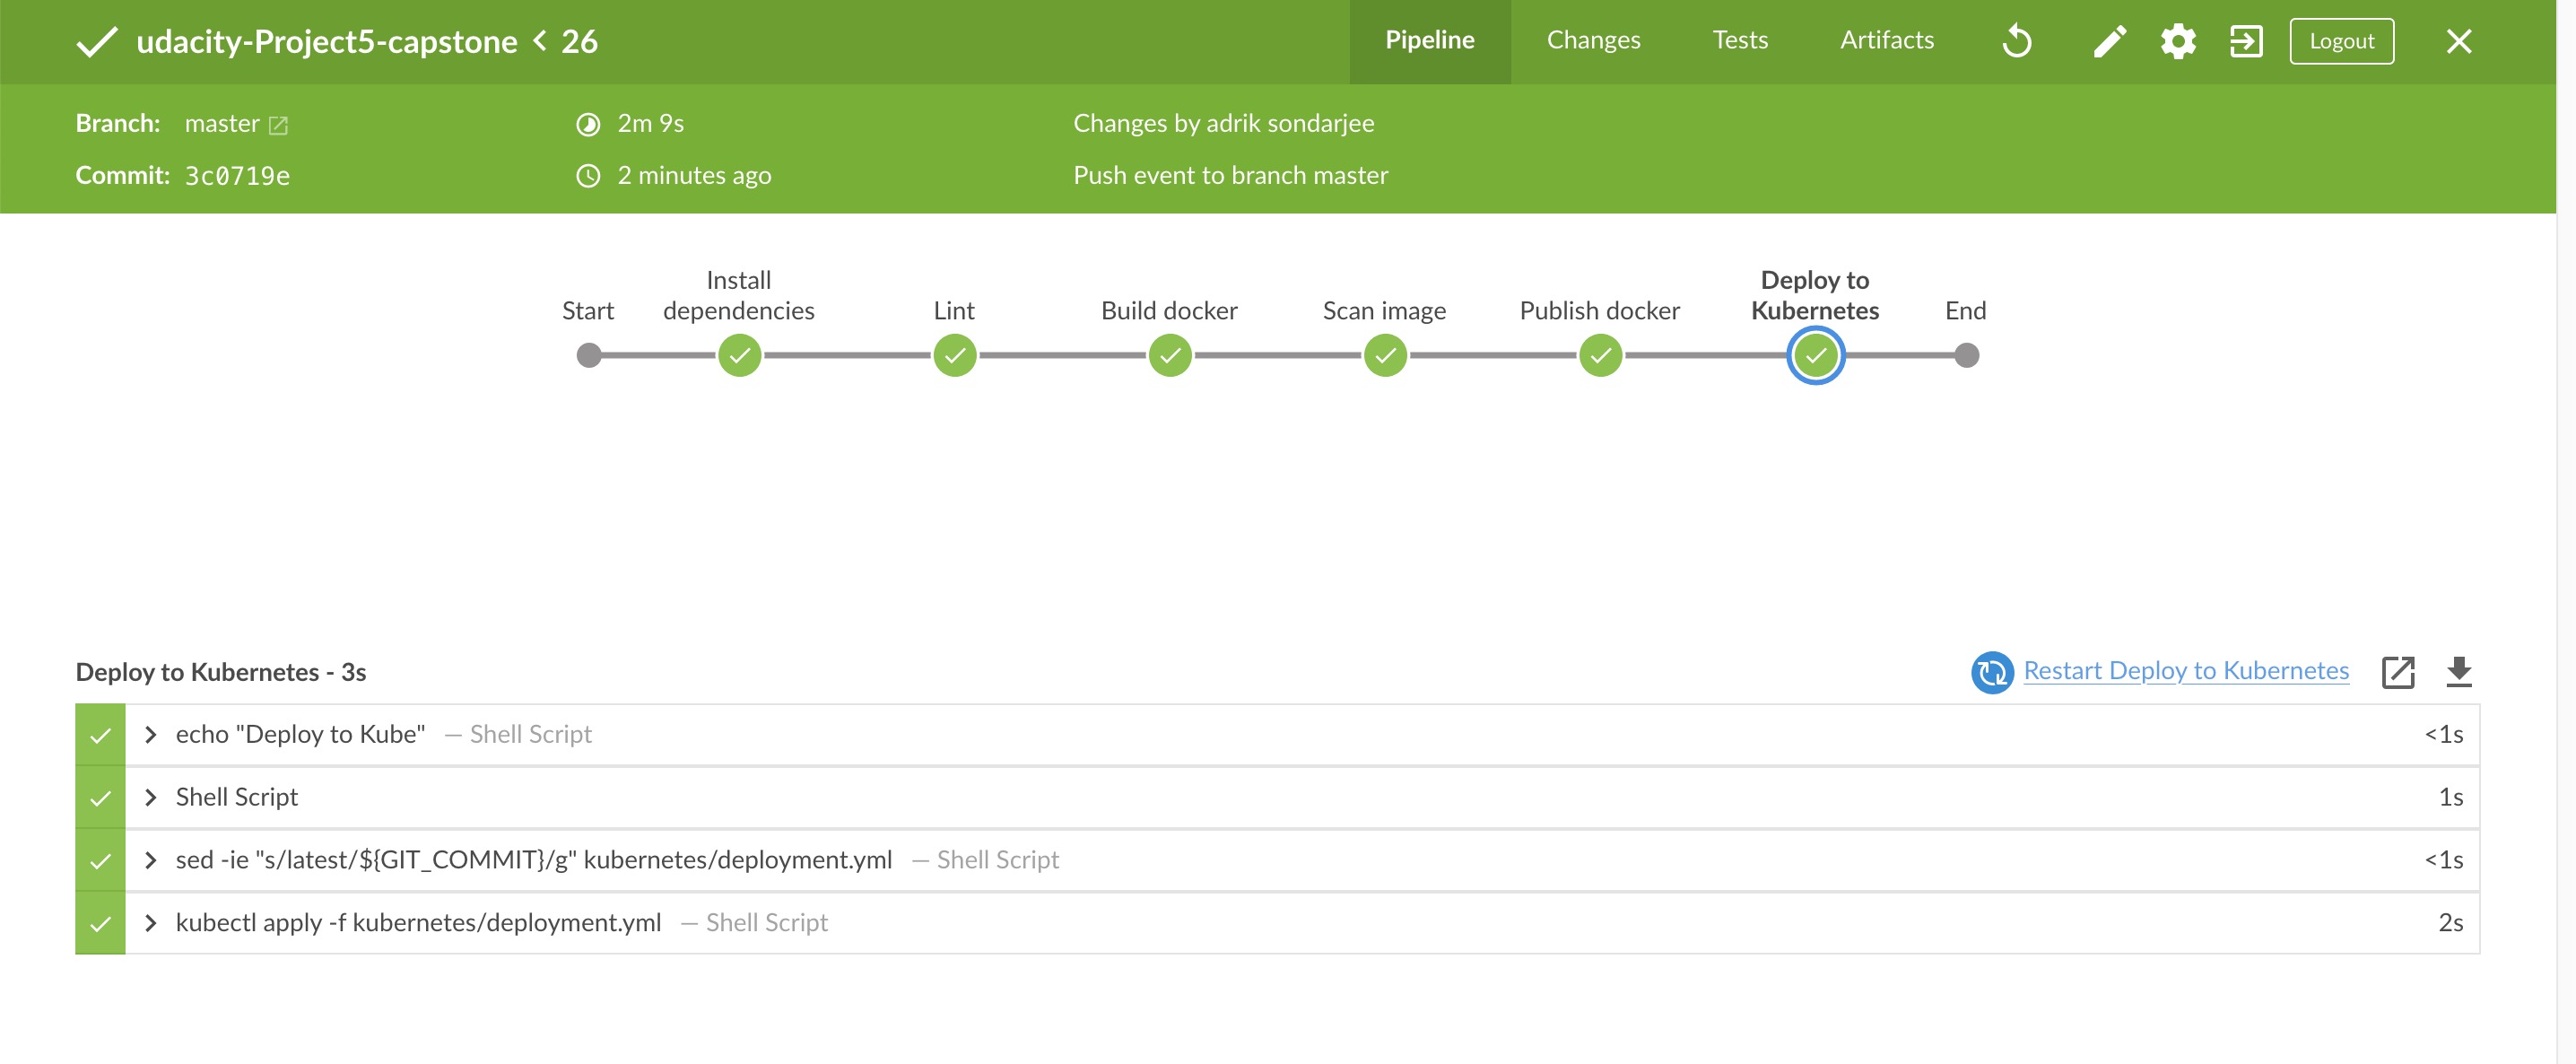 udacity-Project5-capstone < 26
Pipeline Changes Tests Artifacts Logout
Branch: master 2m 9s Changes by adrik sondarjee
Commit: 3c0719e 2 minutes ago Push event to branch master
Install Deploy to
Start dependencies Lint Build docker Scan image Publish docker Kubernetes End
Deploy to Kubernetes - 3s Restart Deploy to Kubernetes
echo "Deploy to Kube" — Shell Script <1s
Shell Script 1s
sed -ie "s/latest/${GIT_COMMIT}/g" kubernetes/deployment.yml — Shell Script <1s
kubectl apply -f kubernetes/deployment.yml — Shell Script 2s